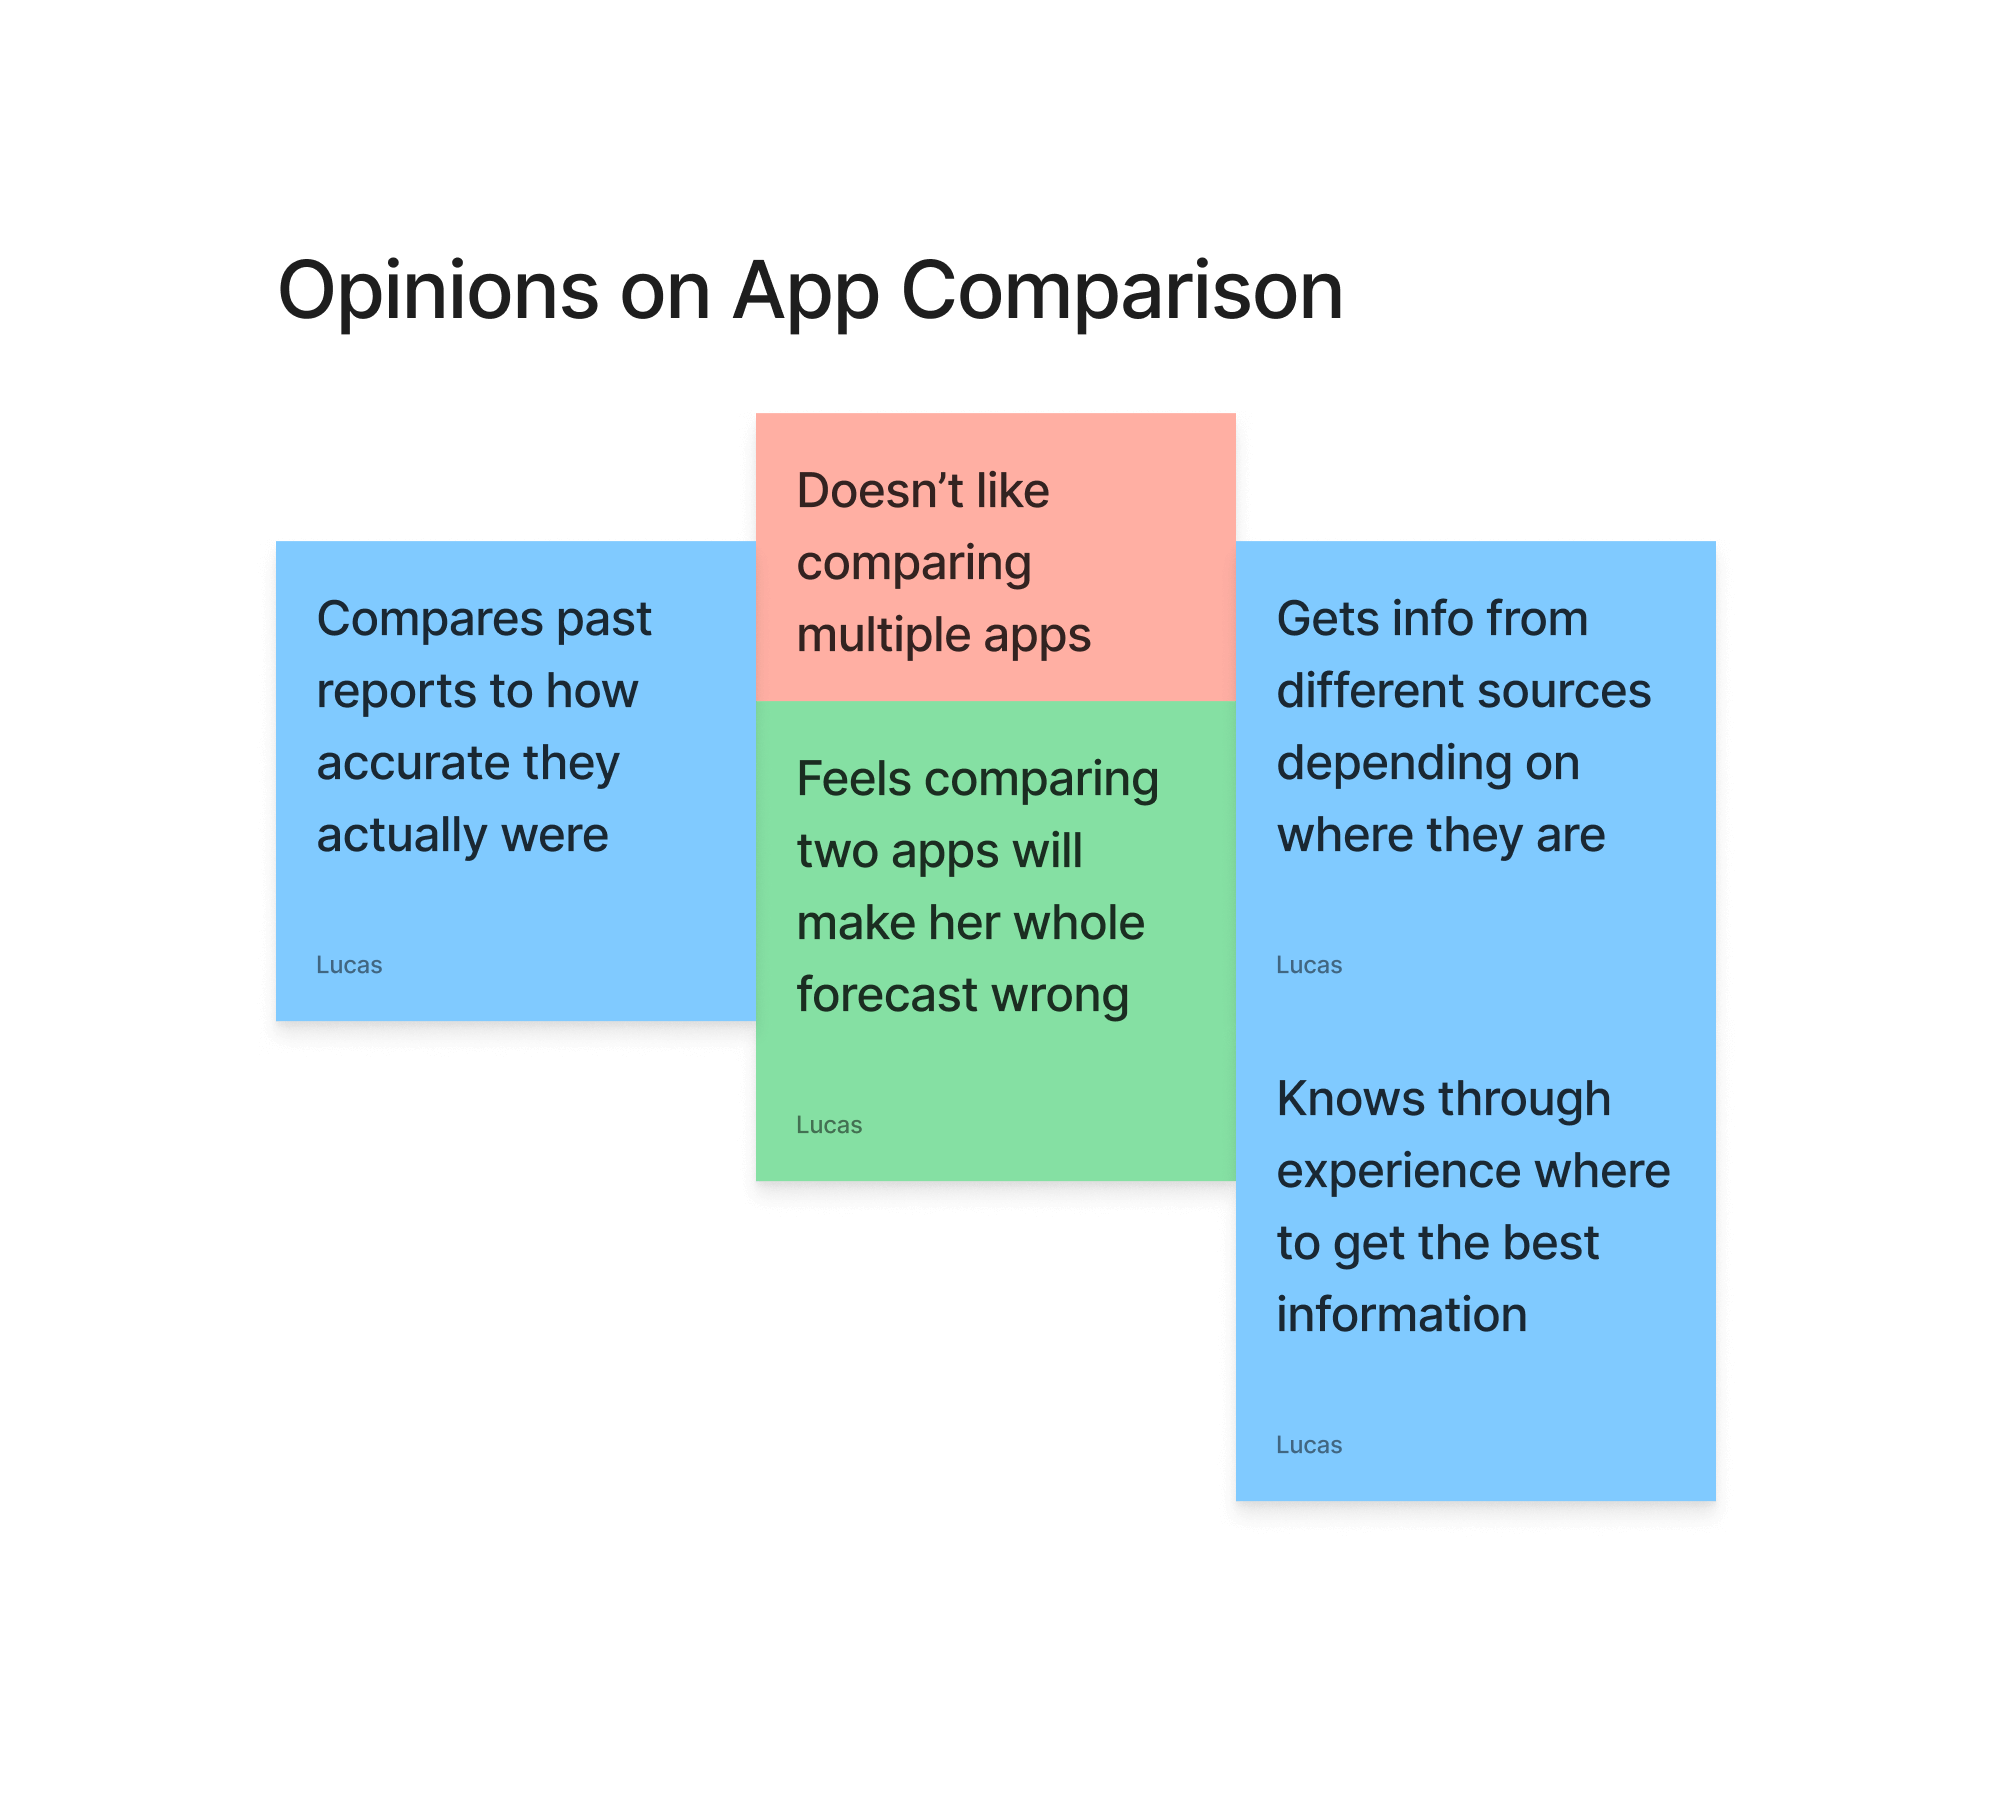 Opinions on App Comparison
Compares past
reports to how
accurate they
actually were
Lucas
Doesn’t like
comparing
multiple apps
Feels comparing
two apps will
make her whole
forecast wrong
Lucas
Gets info from
different sources
depending on
where they are
Lucas
Knows through
experience where
to get the best
information
Lucas